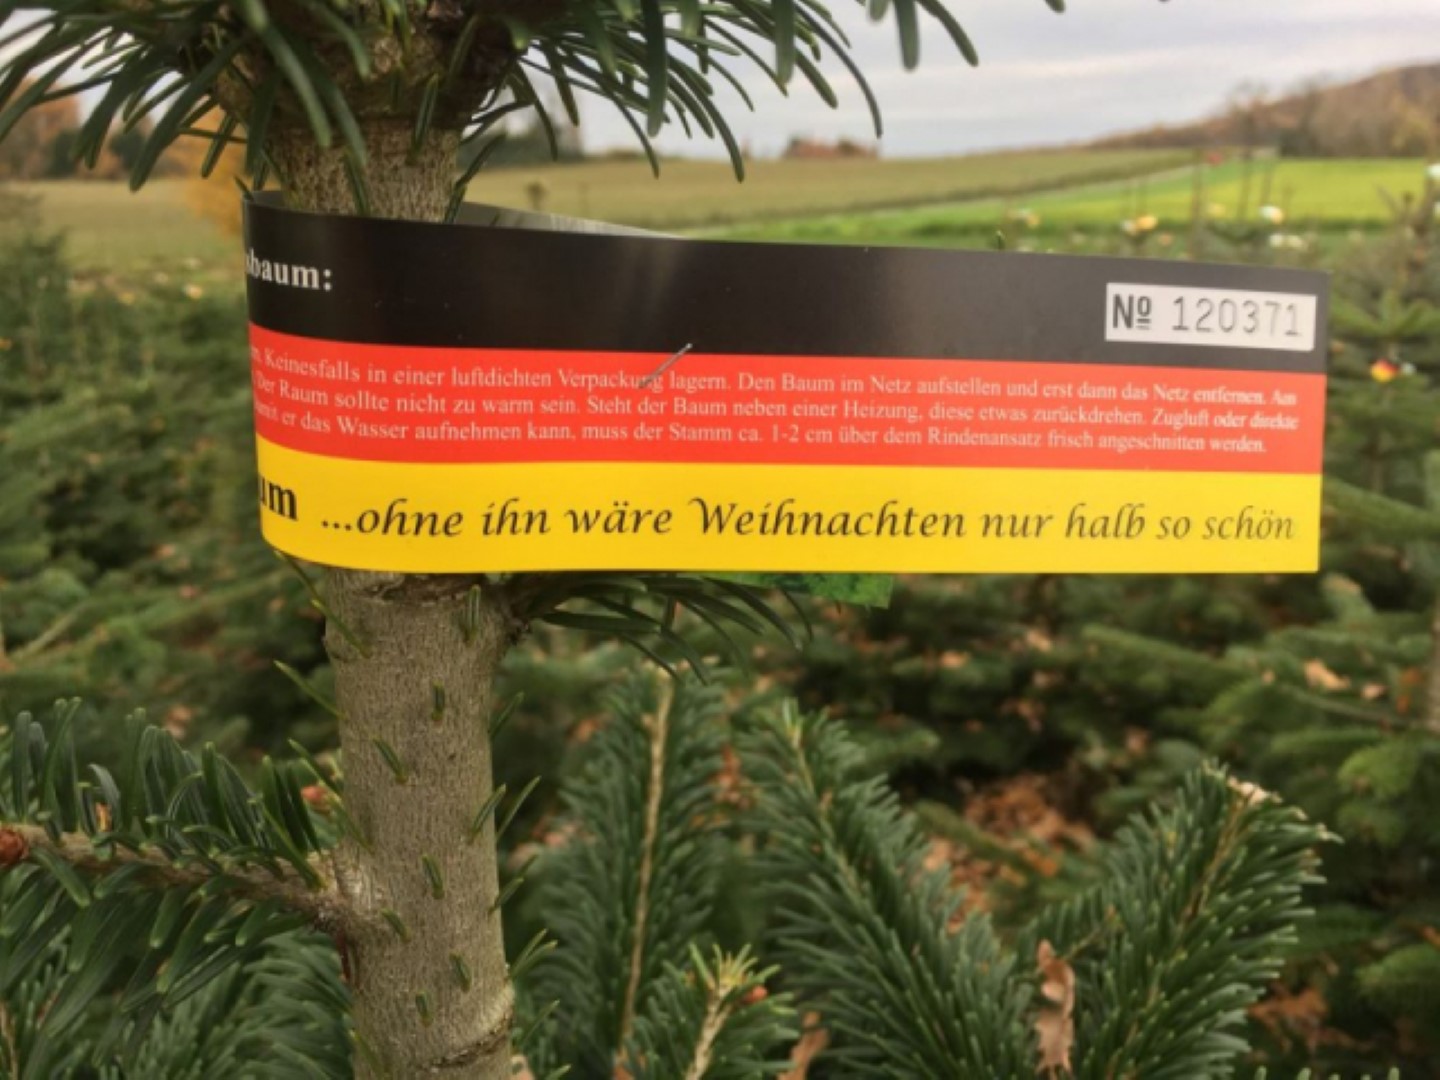 sbaum:
Nº 120371
Keinesfalls in einer luftdichten Verpackung lagern. Den Baum im Netz aufstellen und erst dann das Netz entfernen. Am
Der Raum sollte nicht zu warm sein. Steht der Baum neben einer Heizung, diese etwas zurückdrehen. Zugluft oder direkte
er das Wasser aufnehmen kann, muss der Stamm ca. 1-2 cm über dem Rindenansatz frisch angeschnitten werden.
um ...ohne ihn wäre Weihnachten nur halb so schön